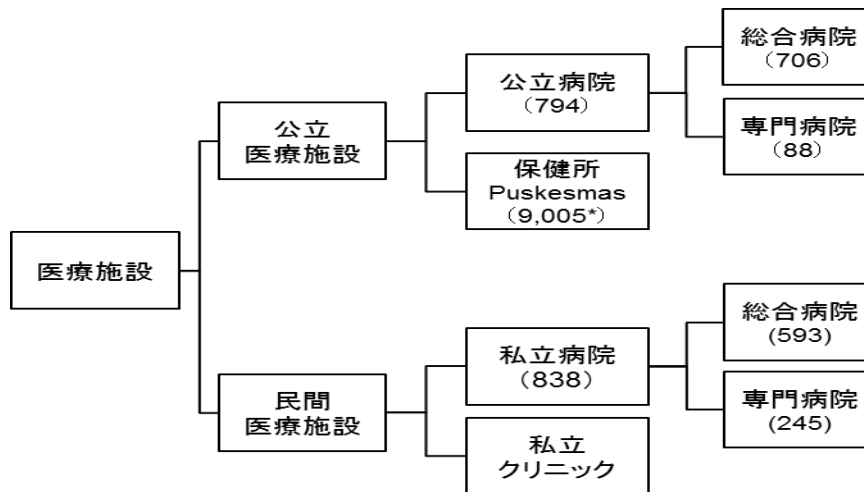 医療施設
公立
医療施設
公立病院
（794）
総合病院
（706）
専門病院
（88）
保健所
Puskesmas
（9,005*）
民間
医療施設
私立病院
（838）
総合病院
(593)
専門病院
(245)
私立
クリニック